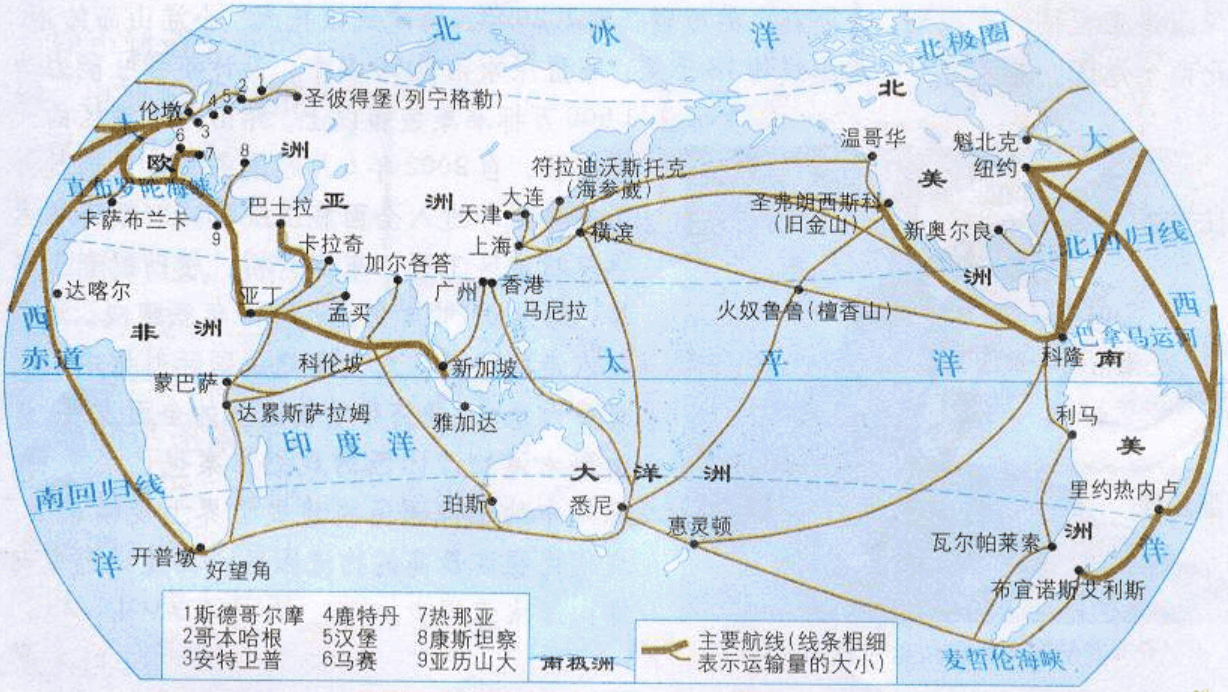 北 冰 洋
北极圈
北
1
2
5
4
3
圣彼得堡(列宁格勒)
伦敦
大
6
欧
7
8
洲
直布罗陀海峡
卡萨布兰卡
9
巴士拉
亚
洲
卡拉奇
加尔各答
天津
大连
符拉迪沃斯托克
(海参崴)
上海
横滨
广州
香港
马尼拉
温哥华
美
圣弗朗西斯科
(旧金山)
魁北克
大
纽约
新奥尔良
北回归线
洲
西
达喀尔
西
亚丁
孟买
火奴鲁鲁(檀香山)
非 洲
巴拿马运河
赤道
科伦坡
新加坡
太 平 洋
科隆
南
蒙巴萨
达累斯萨拉姆
雅加达
利马
印度洋
大 洋 洲
美
南回归线
珀斯
悉尼
惠灵顿
里约热内卢
洲
洋
瓦尔帕莱索
洋
开普敦
好望角
布宜诺斯艾利斯
麦哲伦海峡
1斯德哥尔摩 4鹿特丹 7热那亚
2哥本哈根 5汉堡 8康斯坦察
3安特卫普 6马赛 9亚历山大
南极洲
主要航线(线条粗细
表示运输量的大小)